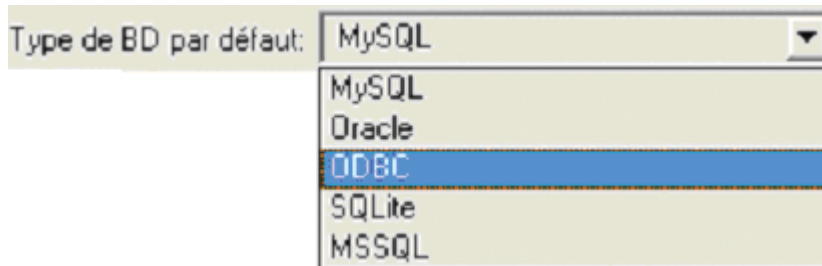 Type de BD par défaut: MySQL
MySQL
Oracle
ODBC
SQLite
MSSQL